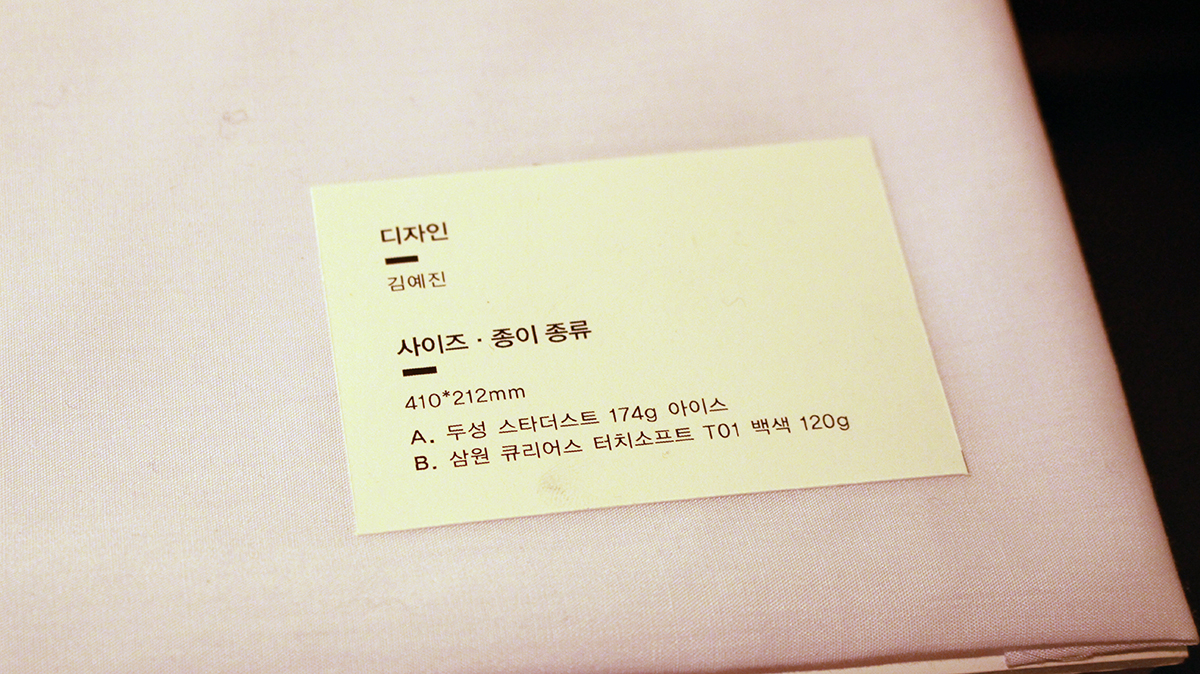 디자인
김예진
사이즈 · 종이 종류
410*212mm
A. 두성 스타더스트 174g 아이스
B. 삼원 큐리어스 터치소프트 T01 백색 120g